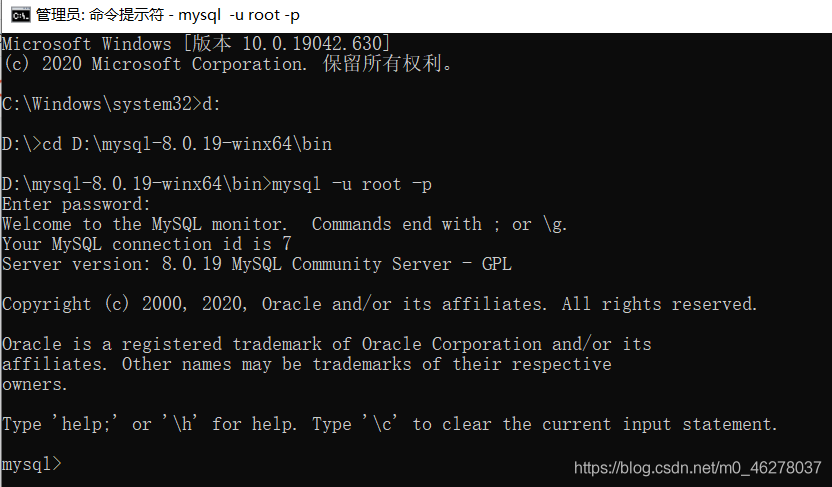 管理员: 命令提示符 - mysql  -u root -p
Microsoft Windows [版本 10.0.19042.630]
(c) 2020 Microsoft Corporation. 保留所有权利。
C:\Windows\system32>d:
D:\>cd D:\mysql-8.0.19-winx64\bin
D:\mysql-8.0.19-winx64\bin>mysql -u root -p
Enter password:
Welcome to the MySQL monitor.  Commands end with ; or \g.
Your MySQL connection id is 7
Server version: 8.0.19 MySQL Community Server - GPL
Copyright (c) 2000, 2020, Oracle and/or its affiliates. All rights reserved.
Oracle is a registered trademark of Oracle Corporation and/or its
affiliates. Other names may be trademarks of their respective
owners.
Type 'help;' or '\h' for help. Type '\c' to clear the current input statement.
mysql>
https://blog.csdn.net/m0_46278037